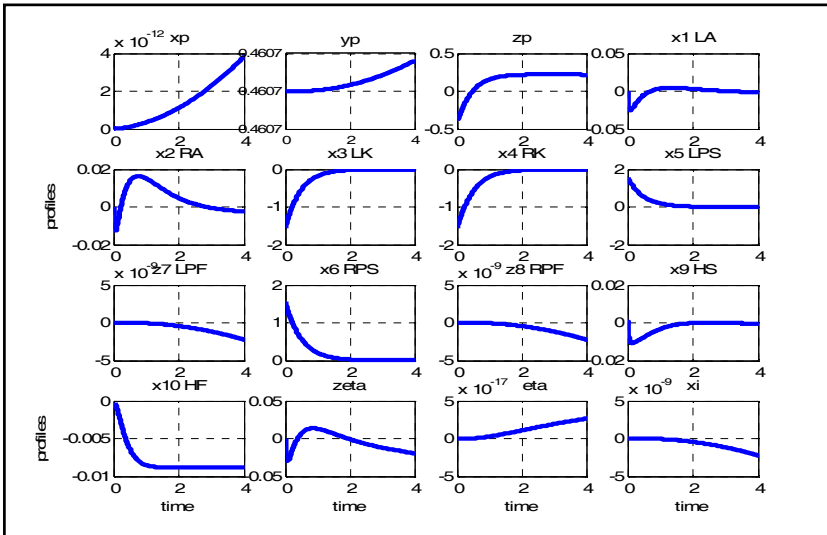 x 10^-12 xp yp zp x1 LA
4 0.4607 0.5 0.05
2 0.4607 0 0
0 0.4607 -0.5 0.05
0 2 4 0 2 4 0 2 4 0 2 4
x2 RA x3 LK x4 RK x5 LPS
profiles
0.02 0 0 2
0 -1 -1 0
-0.02 -2 -2 2
0 2 4 0 2 4 0 2 4 0 2 4
x 10^-9 z7 LPF x6 RPS x 10^-9 z8 RPF x9 HS
5 2 5 0.02
0 1 0 0
-5 0 -5 0.02
0 2 4 0 2 4 0 2 4 0 2 4
x10 HF zeta x 10^-17 eta x 10^-9 xi
profiles
0 0.05 5 5
-0.005 0 0 0
-0.01 0.05 -5 -5
0 2 4 0 2 4 0 2 4 0 2 4
time time time time